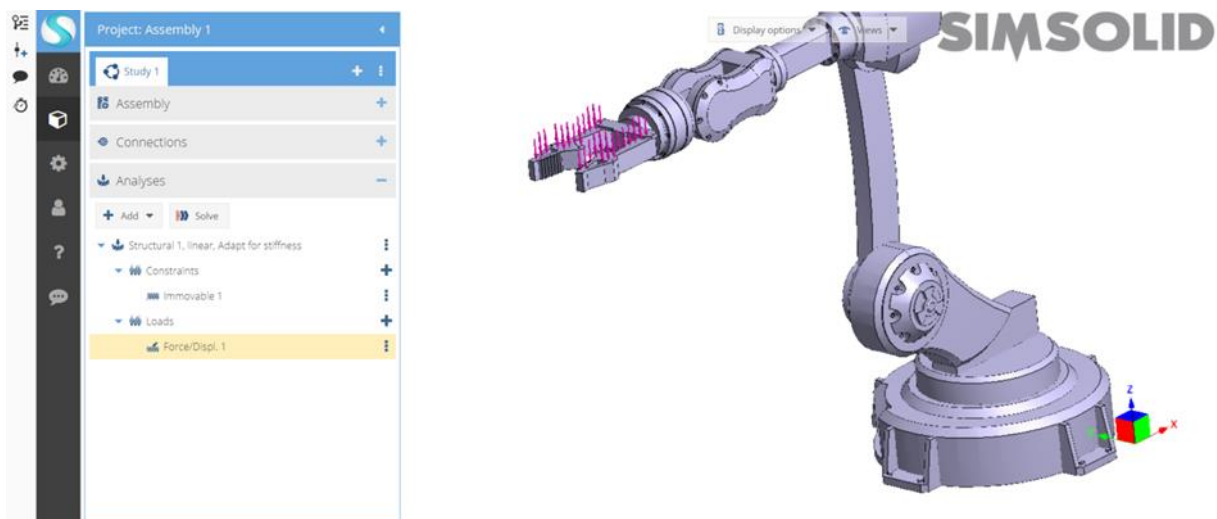 Project: Assembly 1
Study 1
Assembly
Connections
Analyses
Add
Solve
Structural 1, linear, Adapt for stiffness
Constraints
Immovable 1
Loads
Force/Displ. 1
Display options
Views
SIMSOLID
Z
X